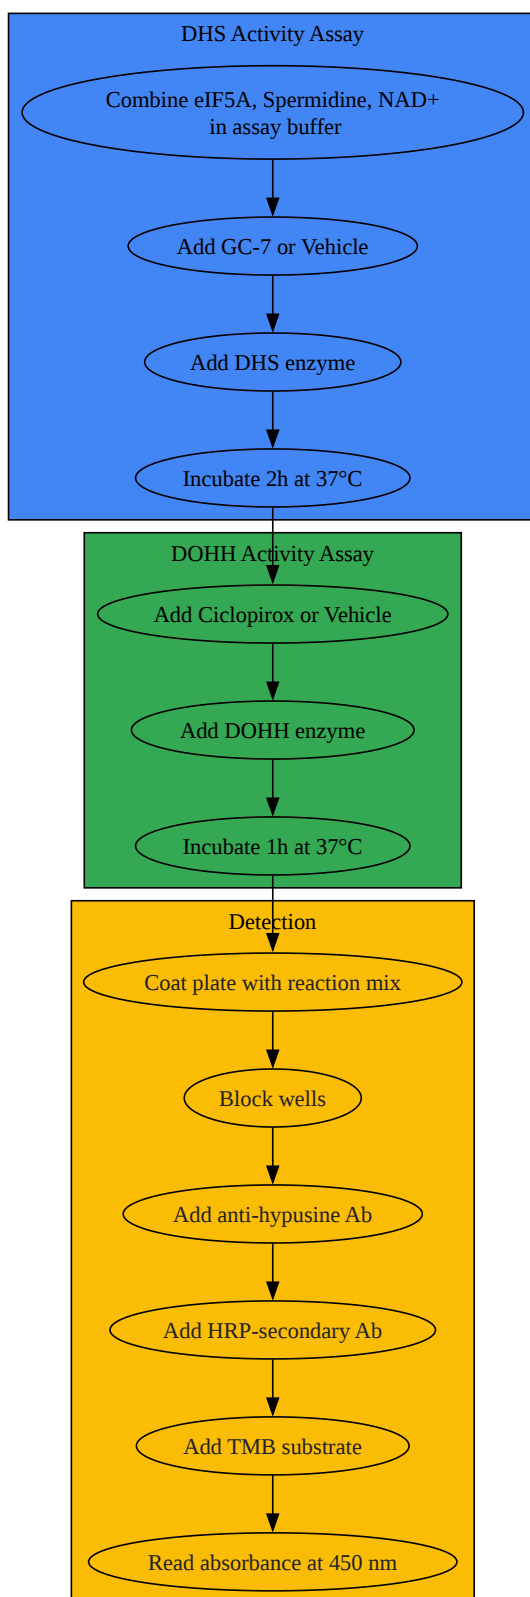 DHS Activity Assay
Combine eIF5A, Spermidine, NAD+
in assay buffer
Add GC-7 or Vehicle
Add DHS enzyme
Incubate 2h at 37°C
DOHH Activity Assay
Add Ciclopirox or Vehicle
Add DOHH enzyme
Incubate 1h at 37°C
Detection
Coat plate with reaction mix
Block wells
Add anti-hypusine Ab
Add HRP-secondary Ab
Add TMB substrate
Read absorbance at 450 nm